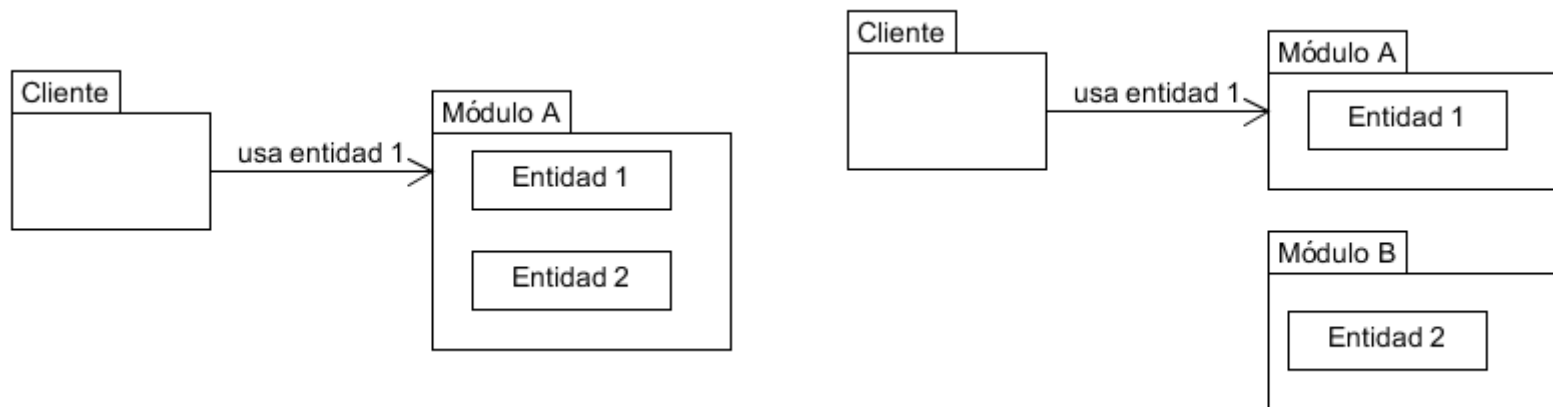 Cliente
usa entidad 1
Módulo A
Entidad 1
Entidad 2
Cliente
usa entidad 1
Módulo A
Entidad 1
Módulo B
Entidad 2